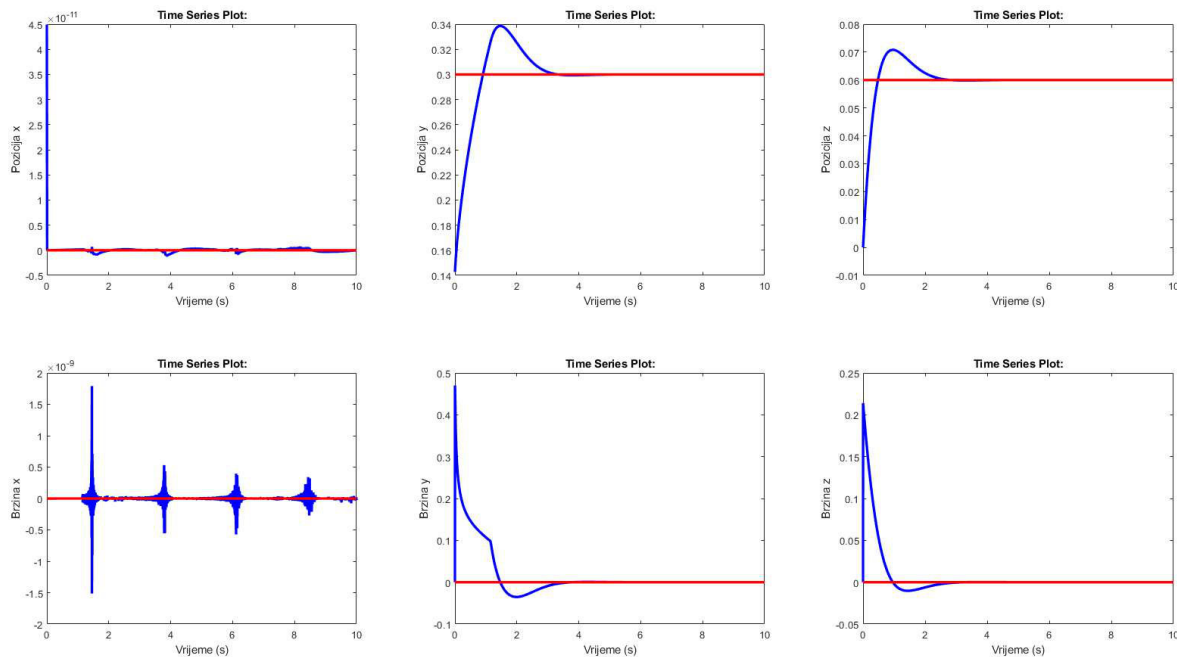 Time Series Plot:
×10⁻¹¹
4.5
4
3.5
3
2.5
2
1.5
1
0.5
0
-0.5
Pozicija x
0 2 4 6 8 10
Vrijeme (s)
Time Series Plot:
0.34
0.32
0.3
0.28
0.26
0.24
0.22
0.2
0.18
0.16
0.14
Pozicija y
0 2 4 6 8 10
Vrijeme (s)
Time Series Plot:
0.08
0.07
0.06
0.05
0.04
0.03
0.02
0.01
0
-0.01
Pozicija z
0 2 4 6 8 10
Vrijeme (s)
Time Series Plot:
×10⁻⁹
2
1.5
1
0.5
0
-0.5
-1
-1.5
-2
Brzina x
0 2 4 6 8 10
Vrijeme (s)
Time Series Plot:
0.5
0.4
0.3
0.2
0.1
0
-0.1
Brzina y
0 2 4 6 8 10
Vrijeme (s)
Time Series Plot:
0.25
0.2
0.15
0.1
0.05
0
-0.05
Brzina z
0 2 4 6 8 10
Vrijeme (s)